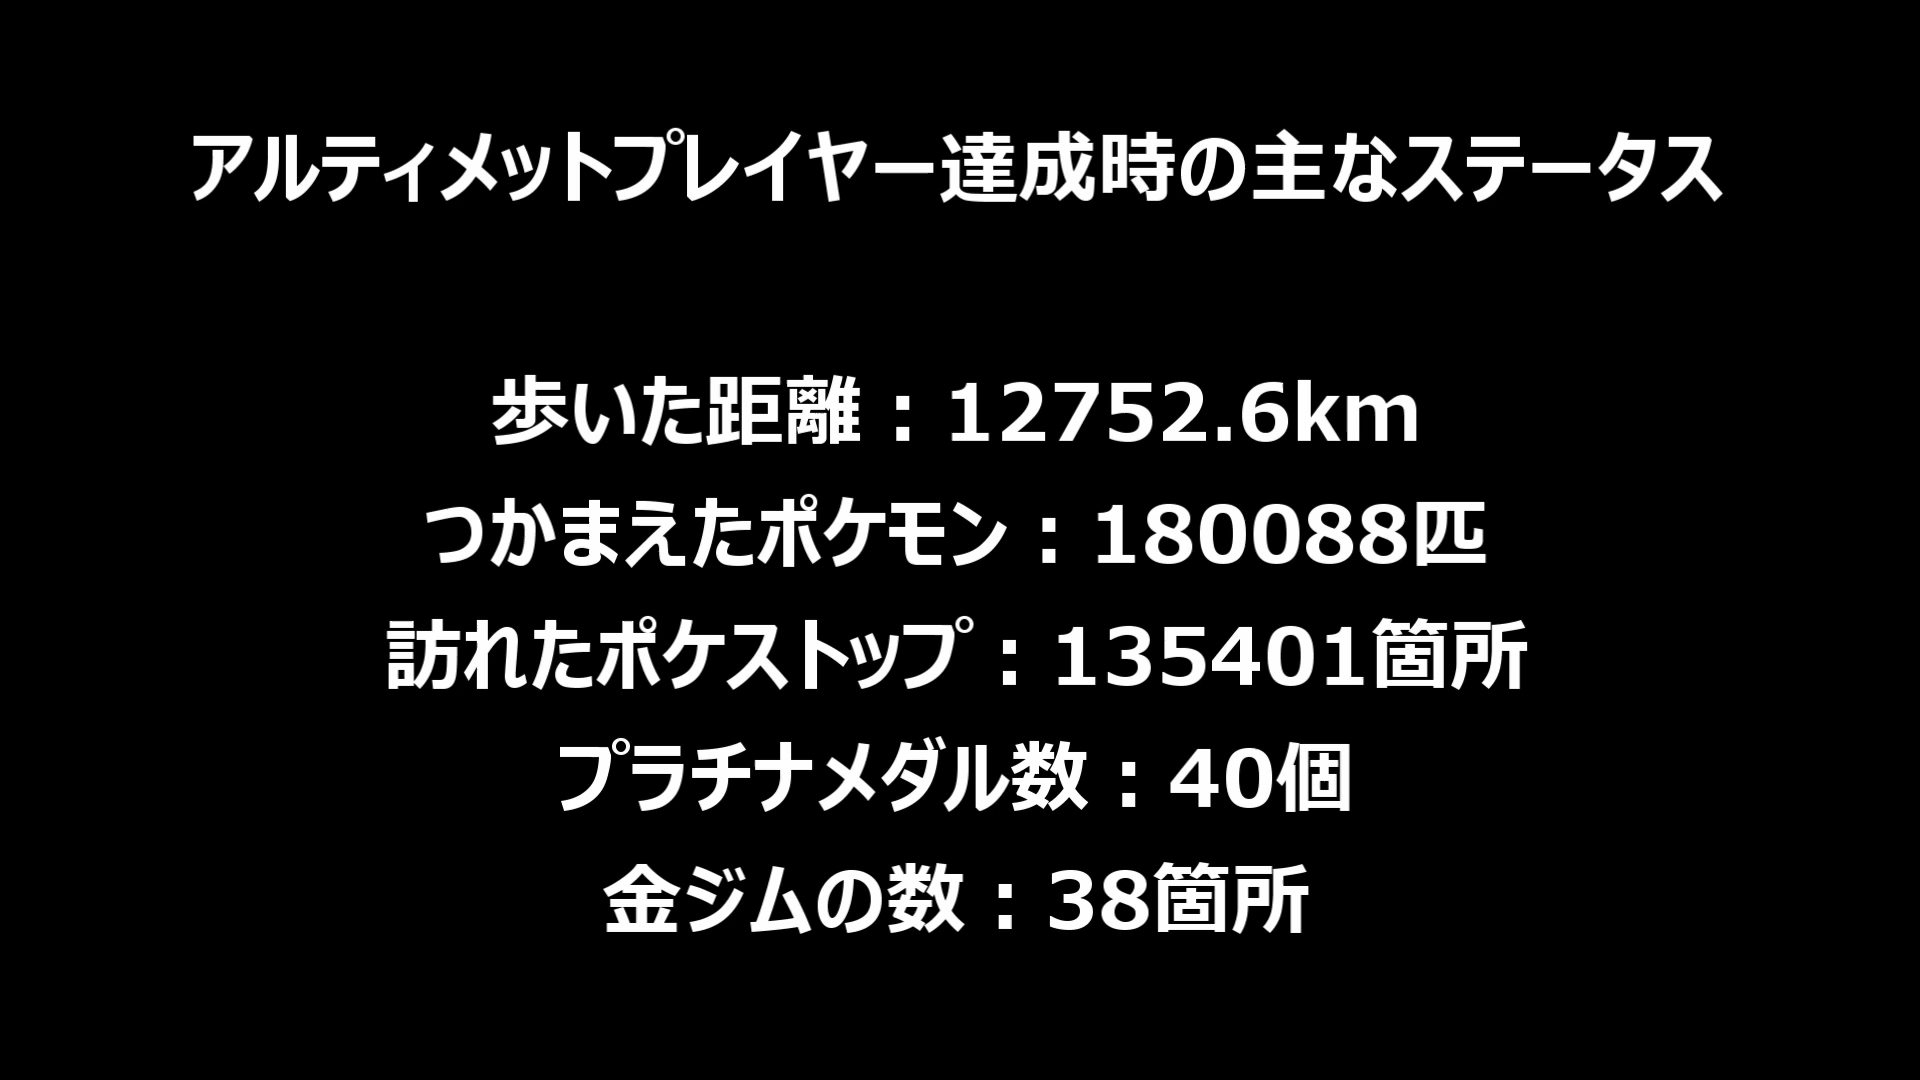 アルティメットプレイヤー達成時の主なステータス
歩いた距離：12752.6km
つかまえたポケモン：180088匹
訪れたポケストップ：135401箇所
プラチナメダル数：40個
金ジムの数：38箇所